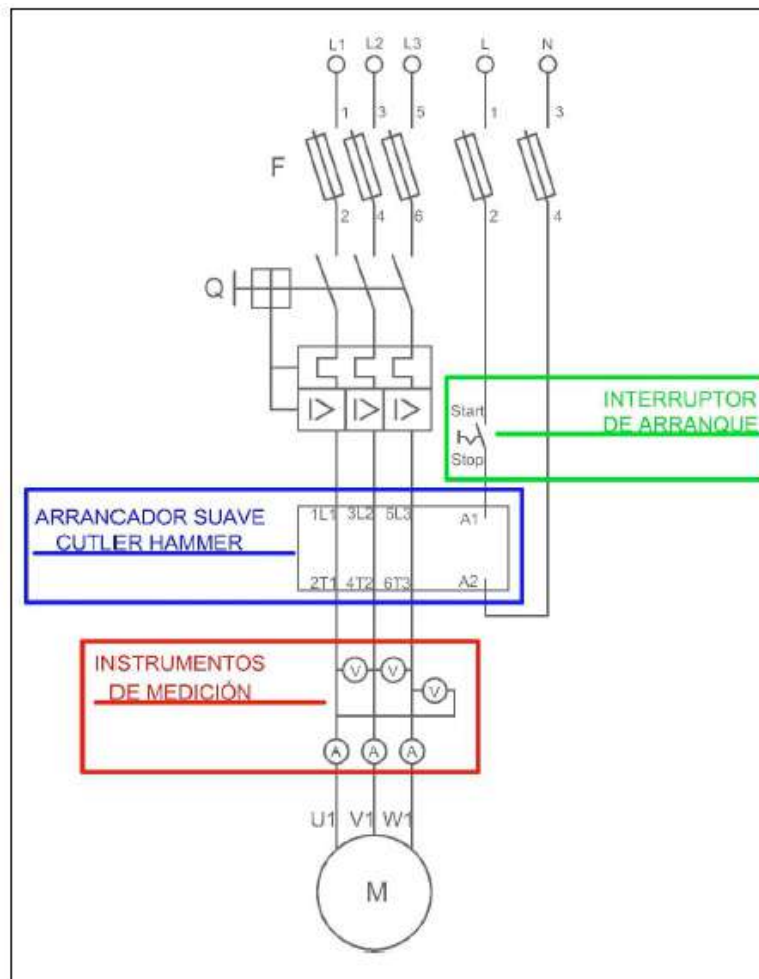 L1 L2 L3 L N
1 3 5 1 3
F
2 4 6 2 4
Q
I> I> I>
INTERRUPTOR
DE ARRANQUE
Start
Stop
ARRANCADOR SUAVE
CUTLER HAMMER
1L1 3L2 5L3 A1
2T1 4T2 6T3 A2
INSTRUMENTOS
DE MEDICIÓN
V V
V
A A A
U1 V1 W1
M